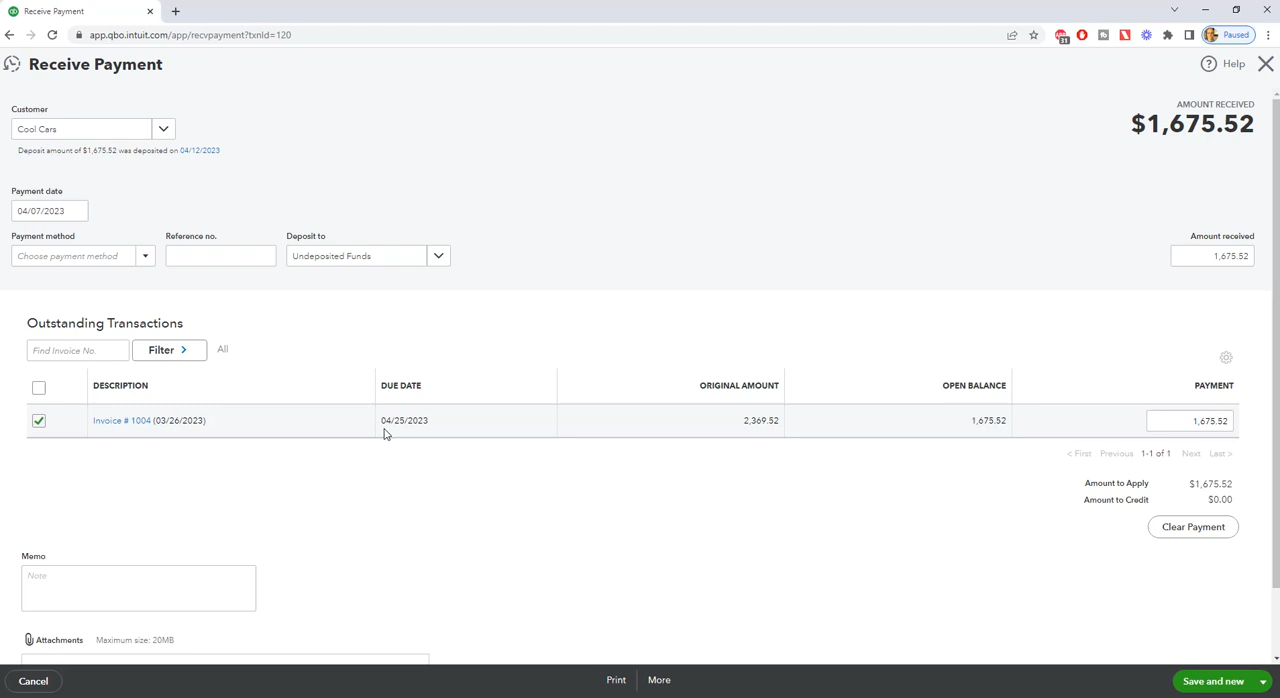 Receive Payment
app.qbo.intuit.com/app/recvpayment?txnId=120
31
Paused
Receive Payment
Help
Customer
AMOUNT RECEIVED
Cool Cars
$1,675.52
Deposit amount of $1,675.52 was deposited on 04/12/2023
Payment date
04/07/2023
Payment method Reference no. Deposit to Amount received
Choose payment method Undeposited Funds 1,675.52
Outstanding Transactions
Find Invoice No. Filter All
DESCRIPTION DUE DATE ORIGINAL AMOUNT OPEN BALANCE PAYMENT
Invoice # 1004 (03/26/2023) 04/25/2023 2,369.52 1,675.52 1,675.52
< First Previous 1-1 of 1 Next Last >
Amount to Apply $1,675.52
Amount to Credit $0.00
Clear Payment
Memo
Note
Attachments Maximum size: 20MB
Cancel Print More Save and new